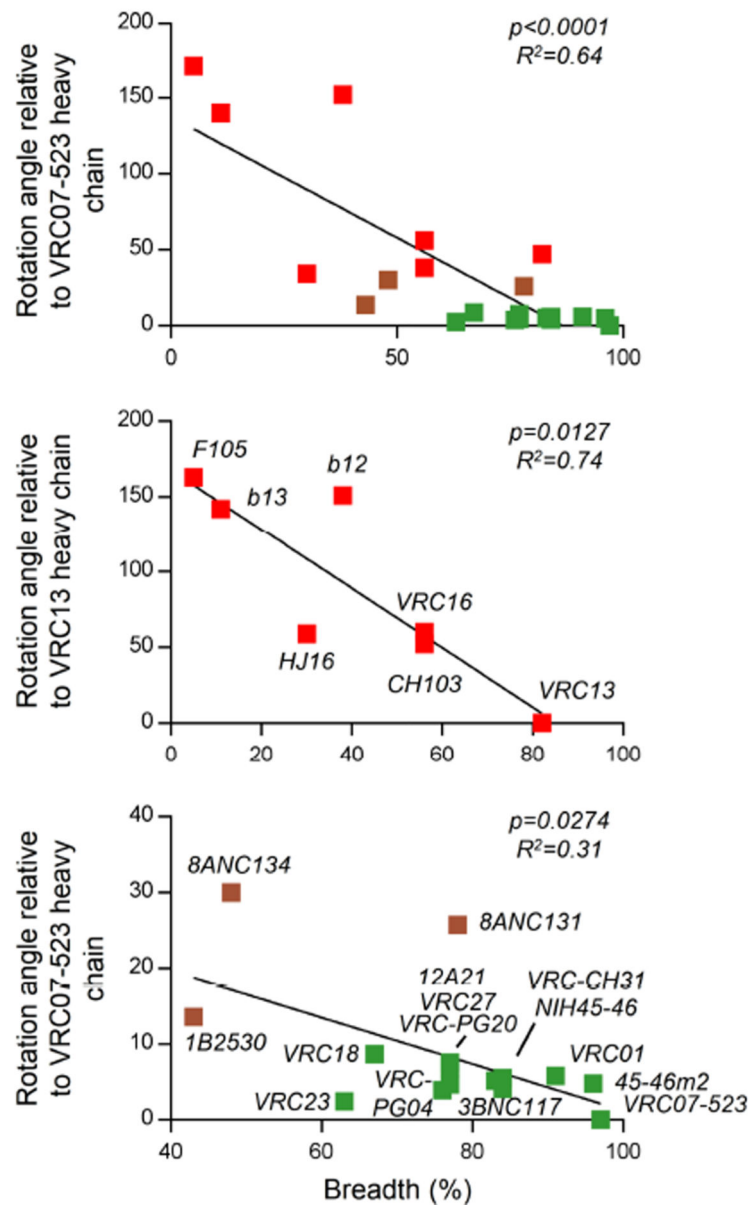 Rotation angle relative
to VRC07-523 heavy
chain
200
150
100
50
0
0
50
100
p<0.0001
R²=0.64
Rotation angle relative
to VRC13 heavy chain
200
150
100
50
0
0
20
40
60
80
100
p=0.0127
R²=0.74
F105
b13
b12
HJ16
VRC16
CH103
VRC13
Rotation angle relative
to VRC07-523 heavy
chain
40
30
20
10
0
40
60
80
100
p=0.0274
R²=0.31
8ANC134
8ANC131
1B2530
12A21
VRC27
VRC-PG20
VRC-CH31
NIH45-46
VRC18
VRC01
VRC23
VRC-
PG04
3BNC117
45-46m2
VRC07-523
Breadth (%)